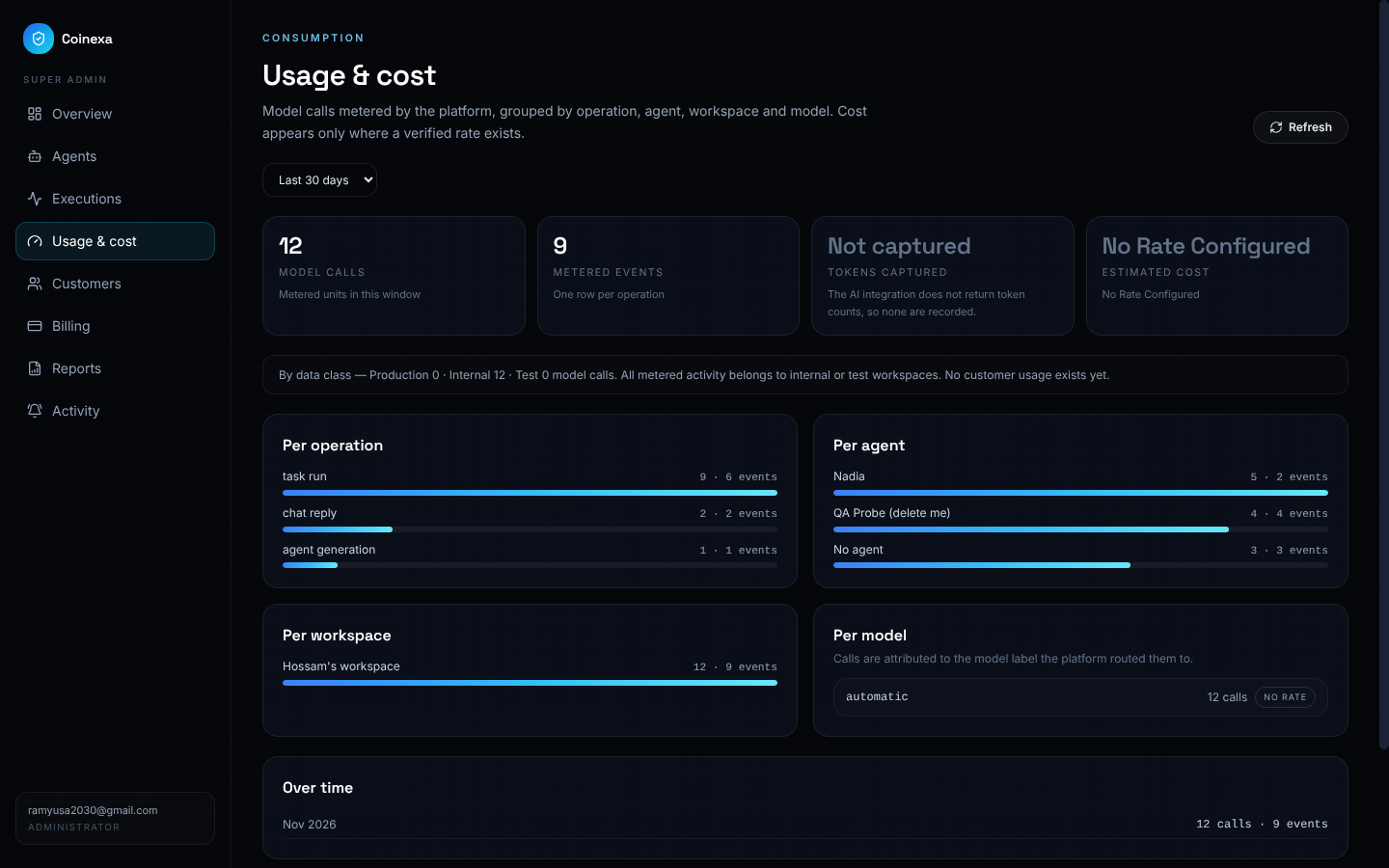 Coinexa
SUPER ADMIN
Overview
Agents
Executions
Usage & cost
Customers
Billing
Reports
Activity
ramyusa2030@gmail.com
ADMINISTRATOR
CONSUMPTION
Usage & cost
Model calls metered by the platform, grouped by operation, agent, workspace and model. Cost
appears only where a verified rate exists.
Refresh
Last 30 days
12
MODEL CALLS
Metered units in this window
9
METERED EVENTS
One row per operation
Not captured
TOKENS CAPTURED
The AI integration does not return token
counts, so none are recorded.
No Rate Configured
ESTIMATED COST
No Rate Configured
By data class — Production 0 · Internal 12 · Test 0 model calls. All metered activity belongs to internal or test workspaces. No customer usage exists yet.
Per operation
task run 9 · 6 events
chat reply 2 · 2 events
agent generation 1 · 1 events
Per agent
Nadia 5 · 2 events
QA Probe (delete me) 4 · 4 events
No agent 3 · 3 events
Per workspace
Hossam's workspace 12 · 9 events
Per model
Calls are attributed to the model label the platform routed them to.
automatic 12 calls NO RATE
Over time
Nov 2026 12 calls · 9 events